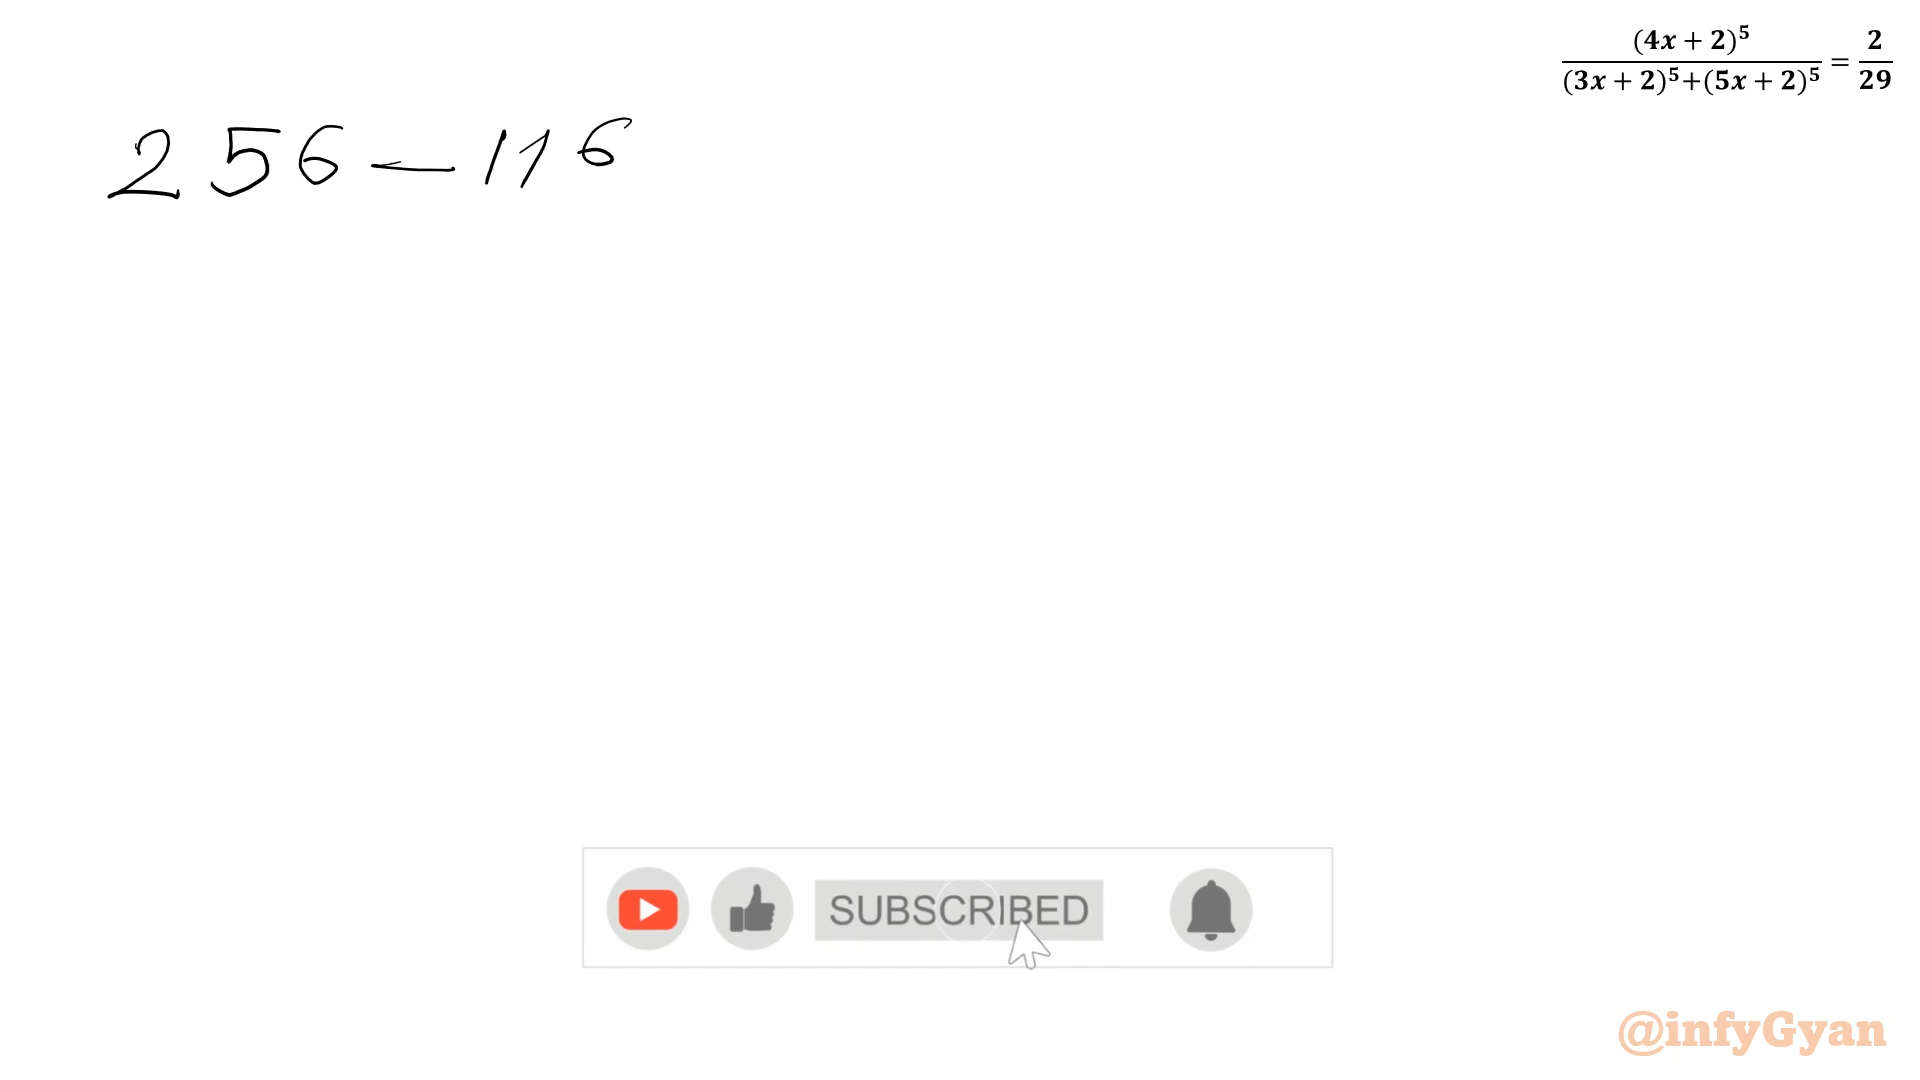 (4x + 2)⁵ / (3x + 2)⁵+(5x + 2)⁵ = 2/29
256 — 116
SUBSCRIBED
@infyGyan